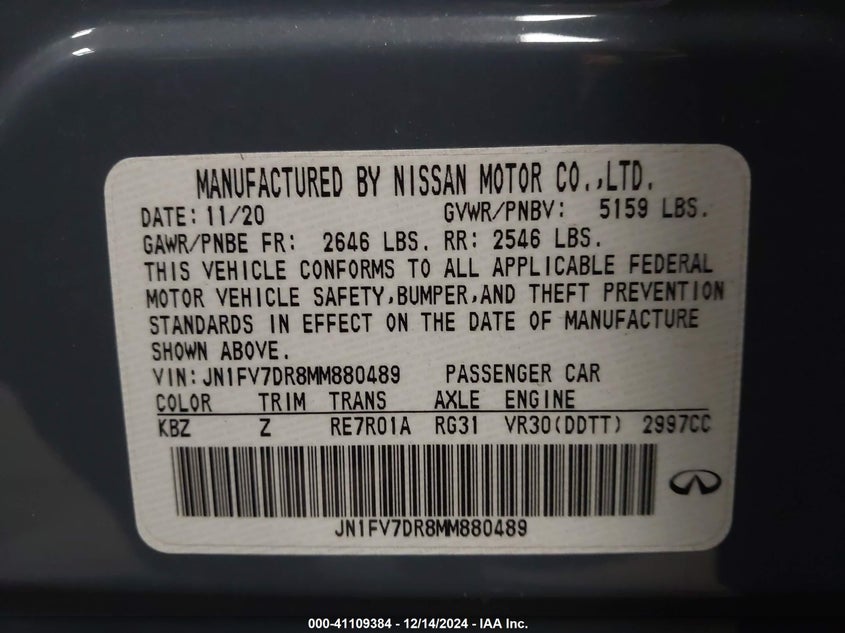 MANUFACTURED BY NISSAN MOTOR CO.,LTD.
DATE: 11/20 GVWR/PNBV: 5159 LBS.
GAWR/PNBE FR: 2646 LBS. RR: 2546 LBS.
THIS VEHICLE CONFORMS TO ALL APPLICABLE FEDERAL
MOTOR VEHICLE SAFETY,BUMPER,AND THEFT PREVENTION
STANDARDS IN EFFECT ON THE DATE OF MANUFACTURE
SHOWN ABOVE.
VIN: JN1FV7DR8MM880489 PASSENGER CAR
COLOR TRIM TRANS AXLE ENGINE
KBZ Z RE7R01A RG31 VR30(DDTT) 2997CC
JN1FV7DR8MM880489
000-41109384 - 12/14/2024 - IAA Inc.